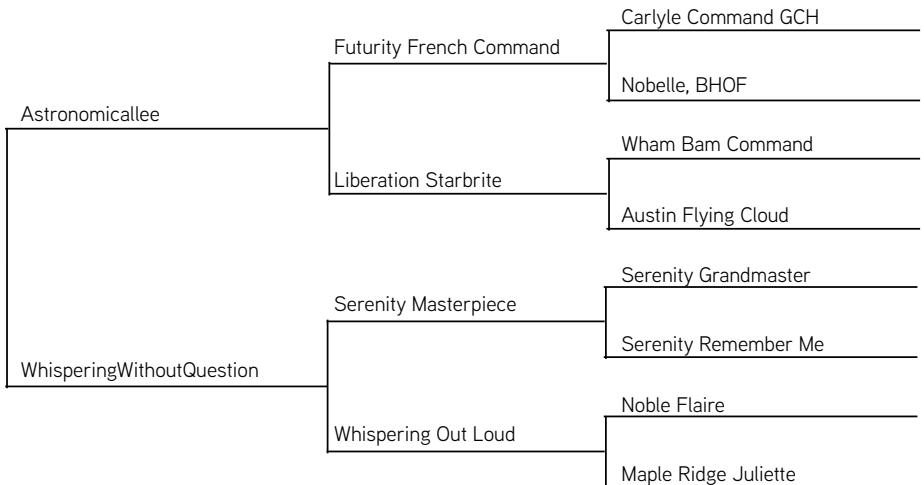 Carlyle Command GCH
Futurity French Command
Nobelle, BHOF
Astronomicallee
Wham Bam Command
Liberation Starbrite
Austin Flying Cloud
Serenity Grandmaster
Serenity Masterpiece
Serenity Remember Me
WhisperingWithoutQuestion
Noble Flaire
Whispering Out Loud
Maple Ridge Juliette